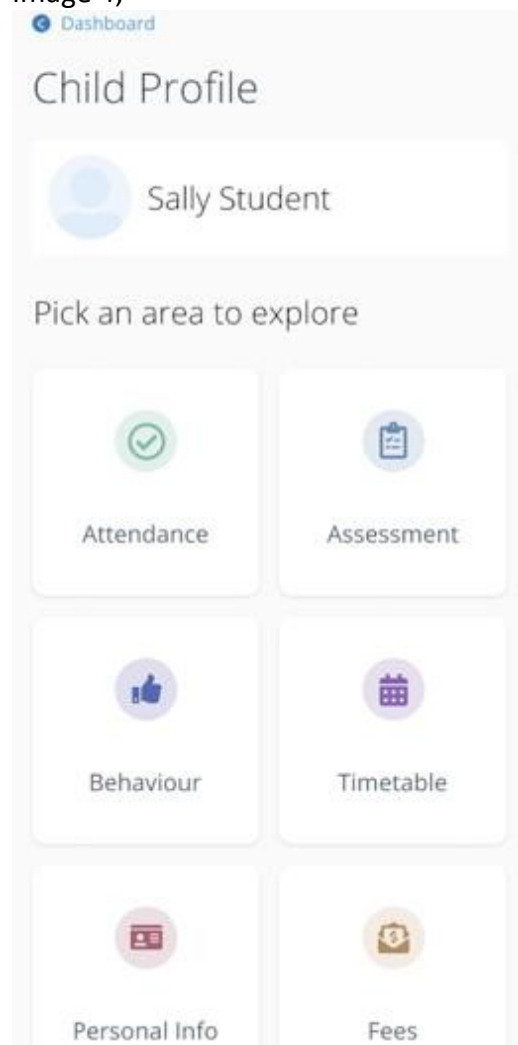 Dashboard
Child Profile
Sally Student
Pick an area to explore
Attendance
Assessment
Behaviour
Timetable
Personal Info
Fees